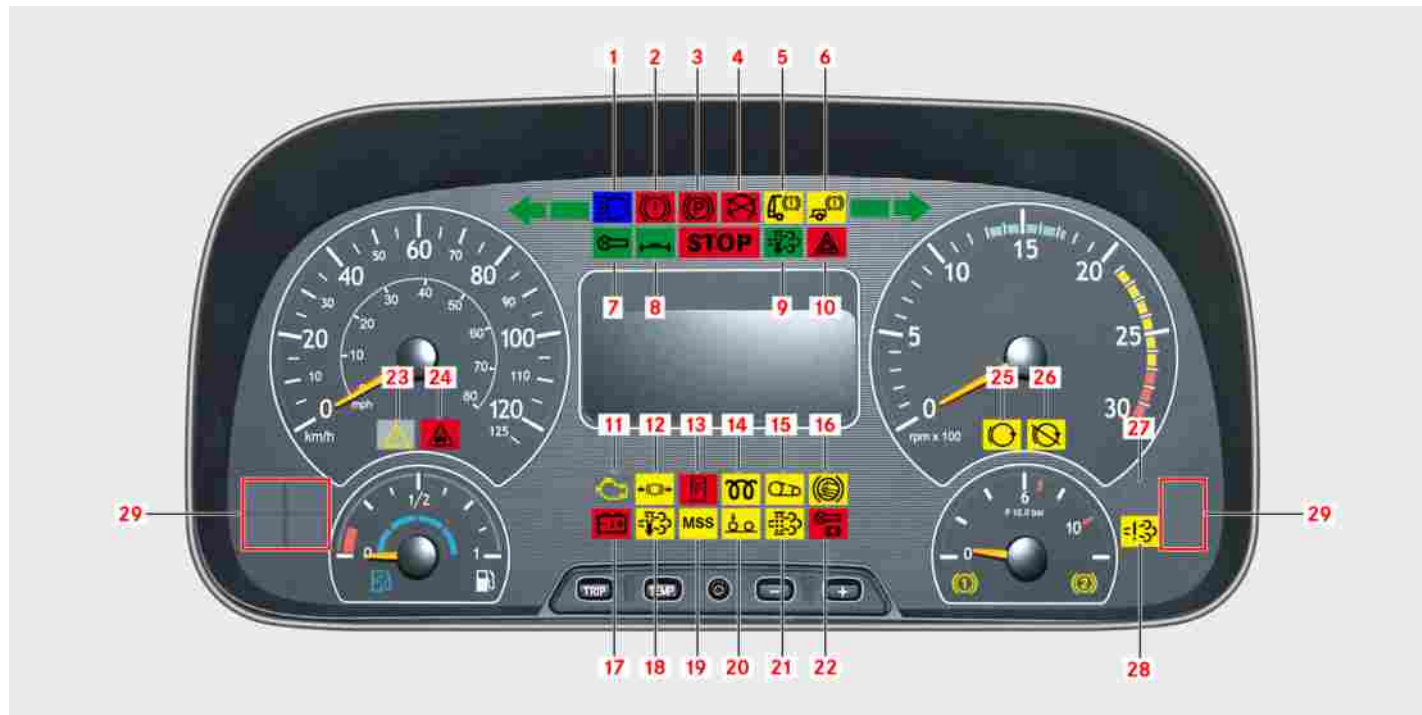 1 2 3 4 5 6
P
STOP
7 8 9 10
0 10 20 30 40 50 60 70 80 90 100 110 120 125
km/h
10 20 30 40 50 60 70 80
mph
23 24
0 5 10 15 20 25 30
rpm x 100
25 26
27
11 12 13 14 15 16
MSS
29
0 1/2 1
0 6 10
P 10.0 bar
1 2
29
TRIP TEMP. - +
17 18 19 20 21 22
28